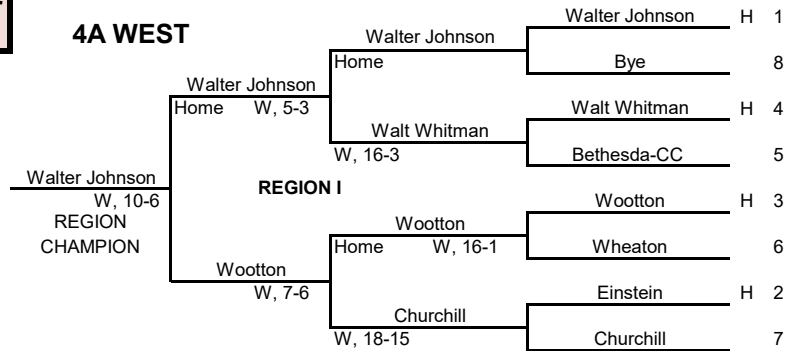 4A WEST
Walter Johnson H 1
Walter Johnson
Home
Bye 8
Walter Johnson
Home W, 5-3
Walt Whitman H 4
Walt Whitman
W, 16-3
Bethesda-CC 5
Walter Johnson
W, 10-6
REGION
CHAMPION
REGION I
Wootton H 3
Wootton
Home W, 16-1
Wheaton 6
Wootton
W, 7-6
Einstein H 2
Churchill
W, 18-15
Churchill 7